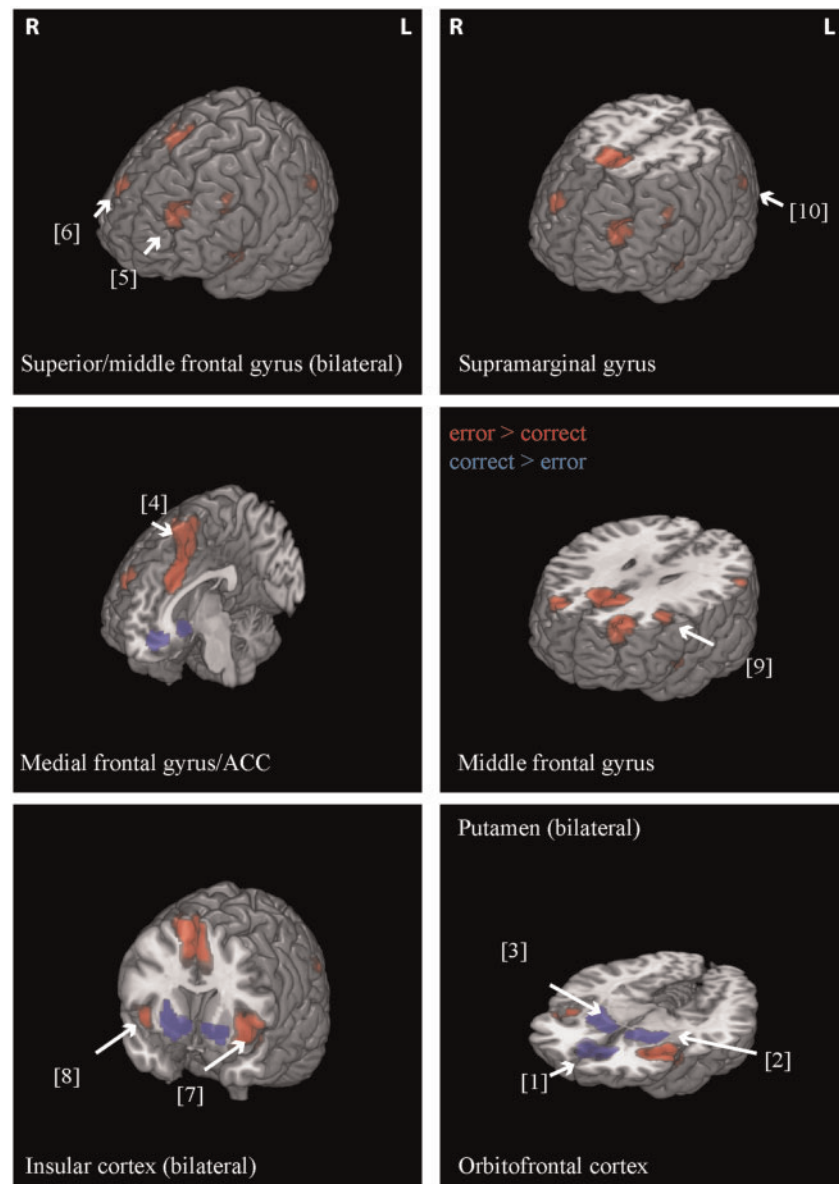 R L
[6]
[5]
Superior/middle frontal gyrus (bilateral)
R L
[10]
Supramarginal gyrus
[4]
Medial frontal gyrus/ACC
error > correct
correct > error
[9]
Middle frontal gyrus
[8]
[7]
Insular cortex (bilateral)
Putamen (bilateral)
[3]
[1]
[2]
Orbitofrontal cortex